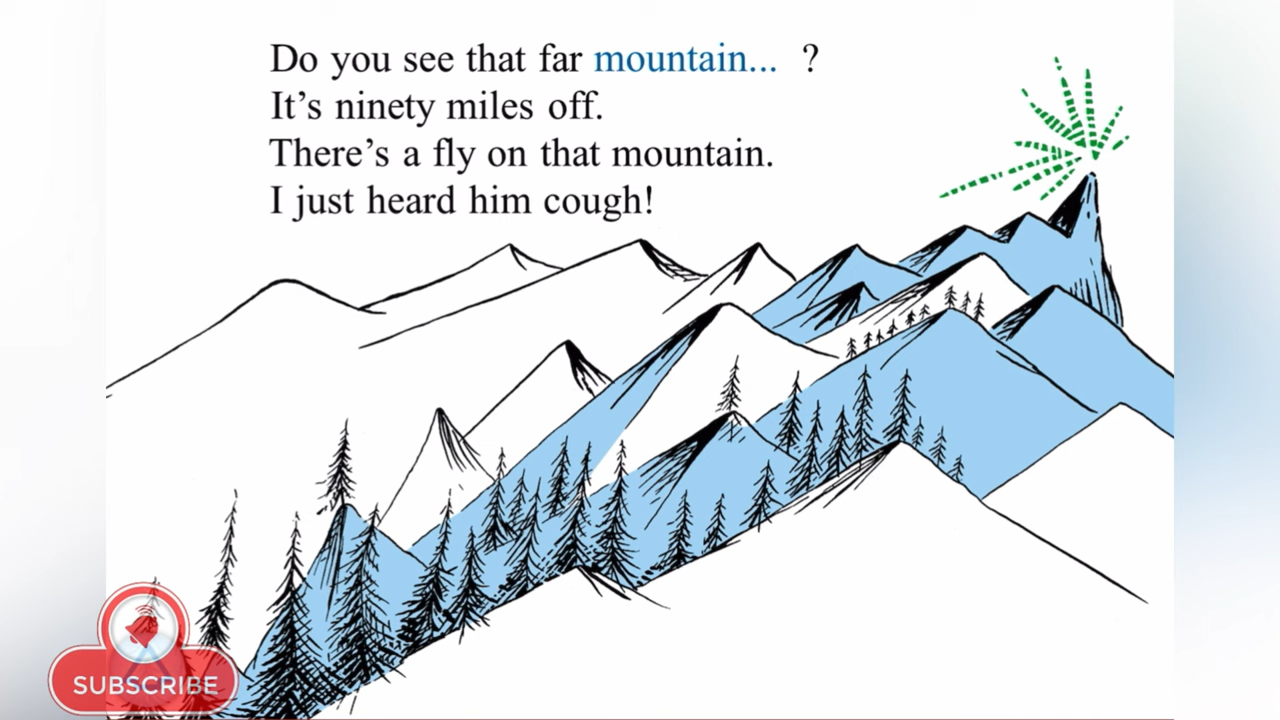 Do you see that far mountain... ?
It's ninety miles off.
There's a fly on that mountain.
I just heard him cough!
SUBSCRIBE